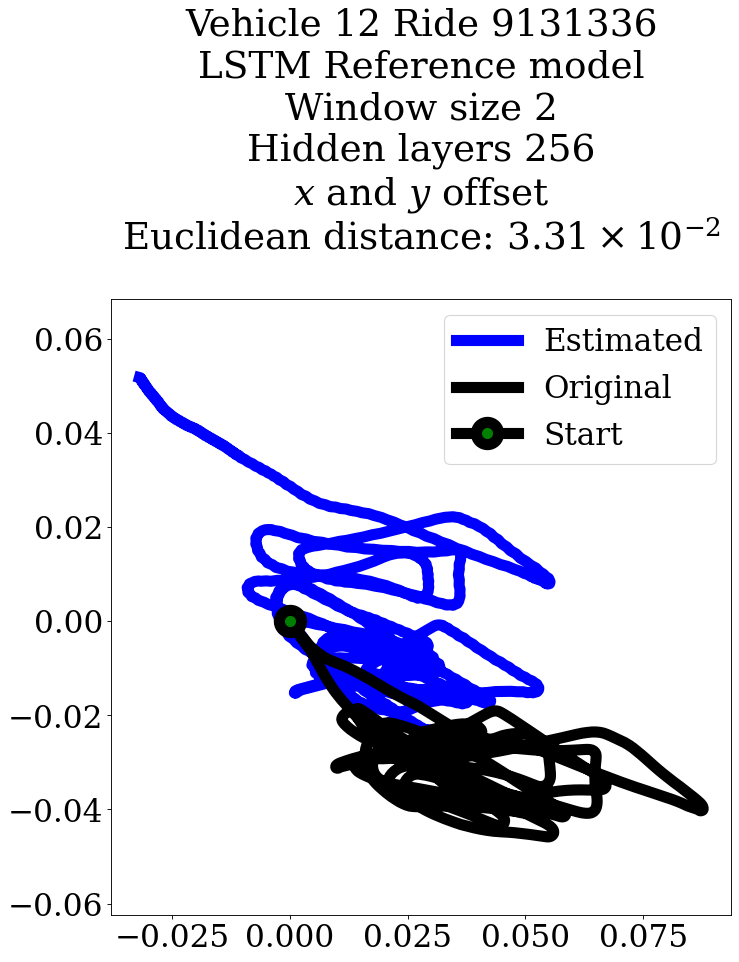 Vehicle 12 Ride 9131336
LSTM Reference model
Window size 2
Hidden layers 256
x and y offset
Euclidean distance: 3.31 × 10⁻²
Estimated
Original
Start
0.06
0.04
0.02
0.00
−0.02
−0.04
−0.06
−0.025 0.000 0.025 0.050 0.075